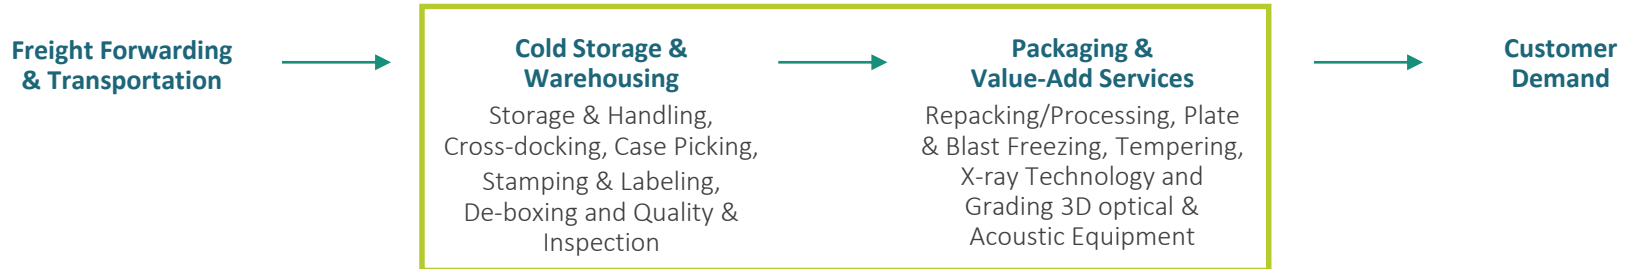 Freight Forwarding
& Transportation
Cold Storage &
Warehousing
Storage & Handling,
Cross-docking, Case Picking,
Stamping & Labeling,
De-boxing and Quality &
Inspection
Packaging &
Value-Add Services
Repacking/Processing, Plate
& Blast Freezing, Tempering,
X-ray Technology and
Grading 3D optical &
Acoustic Equipment
Customer
Demand